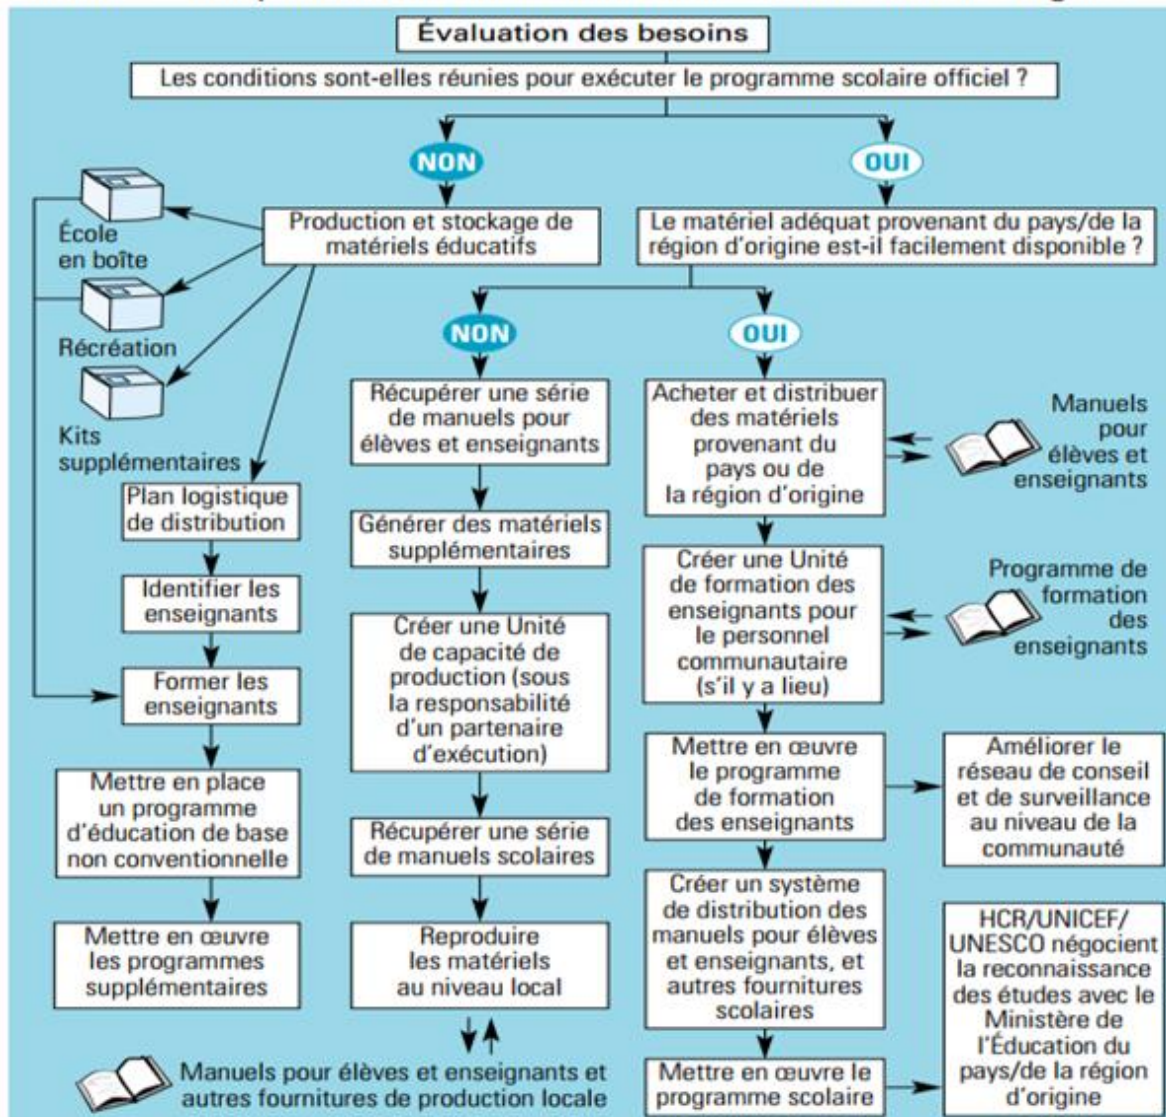 Évaluation des besoins
Les conditions sont-elles réunies pour exécuter le programme scolaire officiel ?
NON
OUI
École
en boîte
Récréation
Kits
supplémentaires
Production et stockage de
matériels éducatifs
Le matériel adéquat provenant du pays/de la
région d'origine est-il facilement disponible ?
NON
OUI
Plan logistique
de distribution
Identifier les
enseignants
Former les
enseignants
Mettre en place
un programme
d'éducation de base
non conventionnelle
Mettre en œuvre
les programmes
supplémentaires
Récupérer une série
de manuels pour
élèves et enseignants
Générer des matériels
supplémentaires
Créer une Unité
de capacité de
production (sous
la responsabilité
d'un partenaire
d'exécution)
Récupérer une série
de manuels scolaires
Reproduire
les matériels
au niveau local
Manuels pour élèves et enseignants et
autres fournitures de production locale
Acheter et distribuer
des matériels
provenant du
pays ou de
la région d'origine
Manuels
pour
élèves et
enseignants
Créer une Unité
de formation des
enseignants pour
le personnel
communautaire
(s'il y a lieu)
Programme de
formation
des
enseignants
Mettre en œuvre
le programme
de formation
des enseignants
Améliorer le
réseau de conseil
et de surveillance
au niveau de la
communauté
Créer un système
de distribution des
manuels pour élèves
et enseignants, et
autres fournitures
scolaires
Mettre en œuvre le
programme scolaire
HCR/UNICEF/
UNESCO négocient
la reconnaissance
des études avec le
Ministère de
l'Éducation du
pays/de la région
d'origine